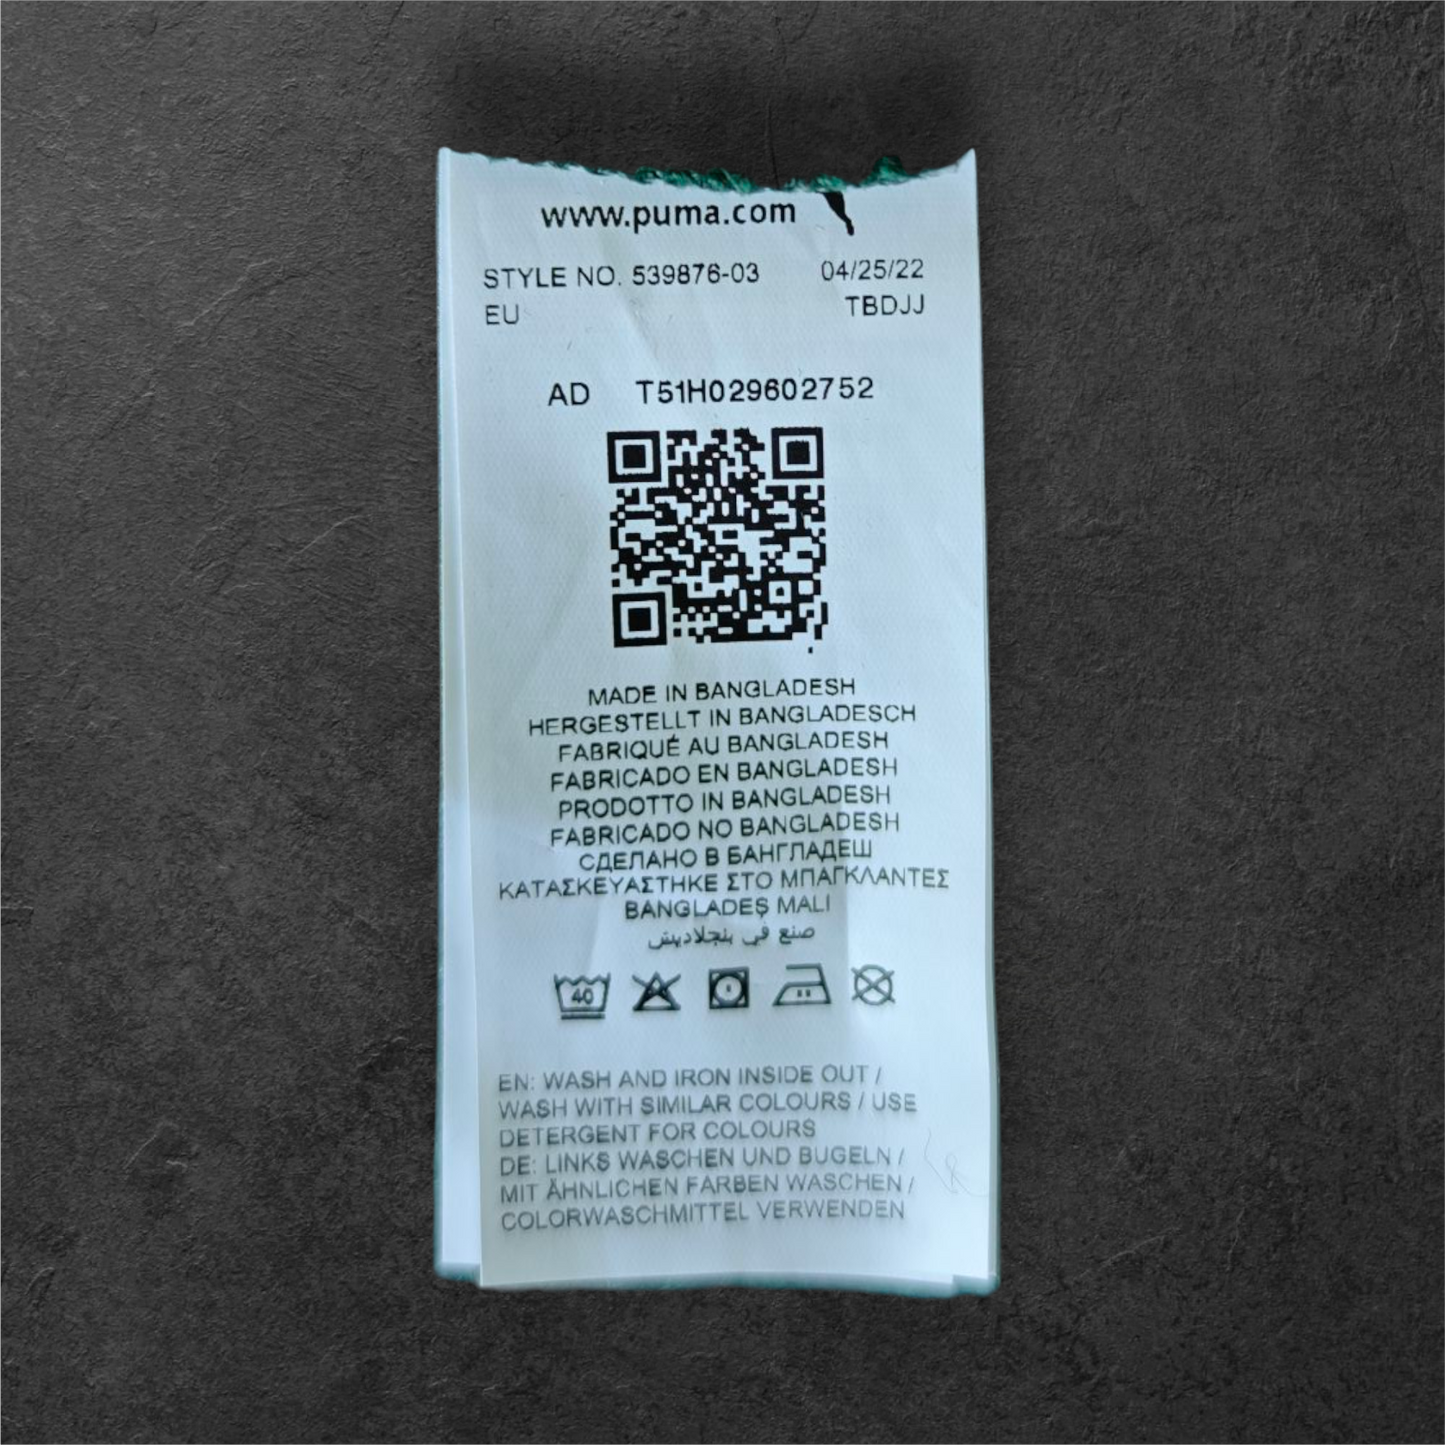 www.puma.com
STYLE NO. 539876-03 04/25/22
EU TBDJJ
AD T51H029602752
MADE IN BANGLADESH
HERGESTELLT IN BANGLADESCH
FABRIQUÉ AU BANGLADESH
FABRICADO EN BANGLADESH
PRODOTTO IN BANGLADESH
FABRICADO NO BANGLADESH
СДЕЛАНО В БАНГЛАДЕШ
ΚΑΤΑΣΚΕΥΑΣΤΗΚΕ ΣΤΟ ΜΠΑΓΚΛΑΝΤΕΣ
BANGLADEŞ MALI
صنع في بنجلاديش
40
EN: WASH AND IRON INSIDE OUT /
WASH WITH SIMILAR COLOURS / USE
DETERGENT FOR COLOURS
DE: LINKS WASCHEN UND BUGELN /
MIT ÄHNLICHEN FARBEN WASCHEN /
COLORWASCHMITTEL VERWENDEN